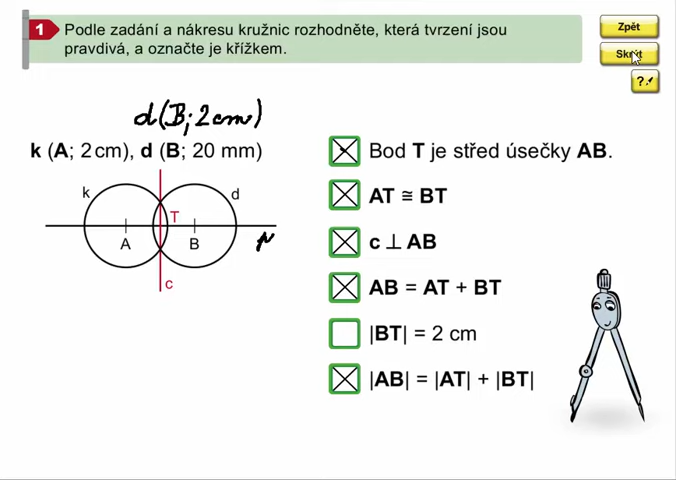 1 Podle zadání a nákresu kružnic rozhodněte, která tvrzení jsou
pravdivá, a označte je křížkem.
Zpět
Skrýt
?
d(B; 2cm)
k (A; 2 cm), d (B; 20 mm)
k
d
T
A
B
p
c
Bod T je střed úsečky AB.
AT ≅ BT
c ⊥ AB
AB = AT + BT
|BT| = 2 cm
|AB| = |AT| + |BT|